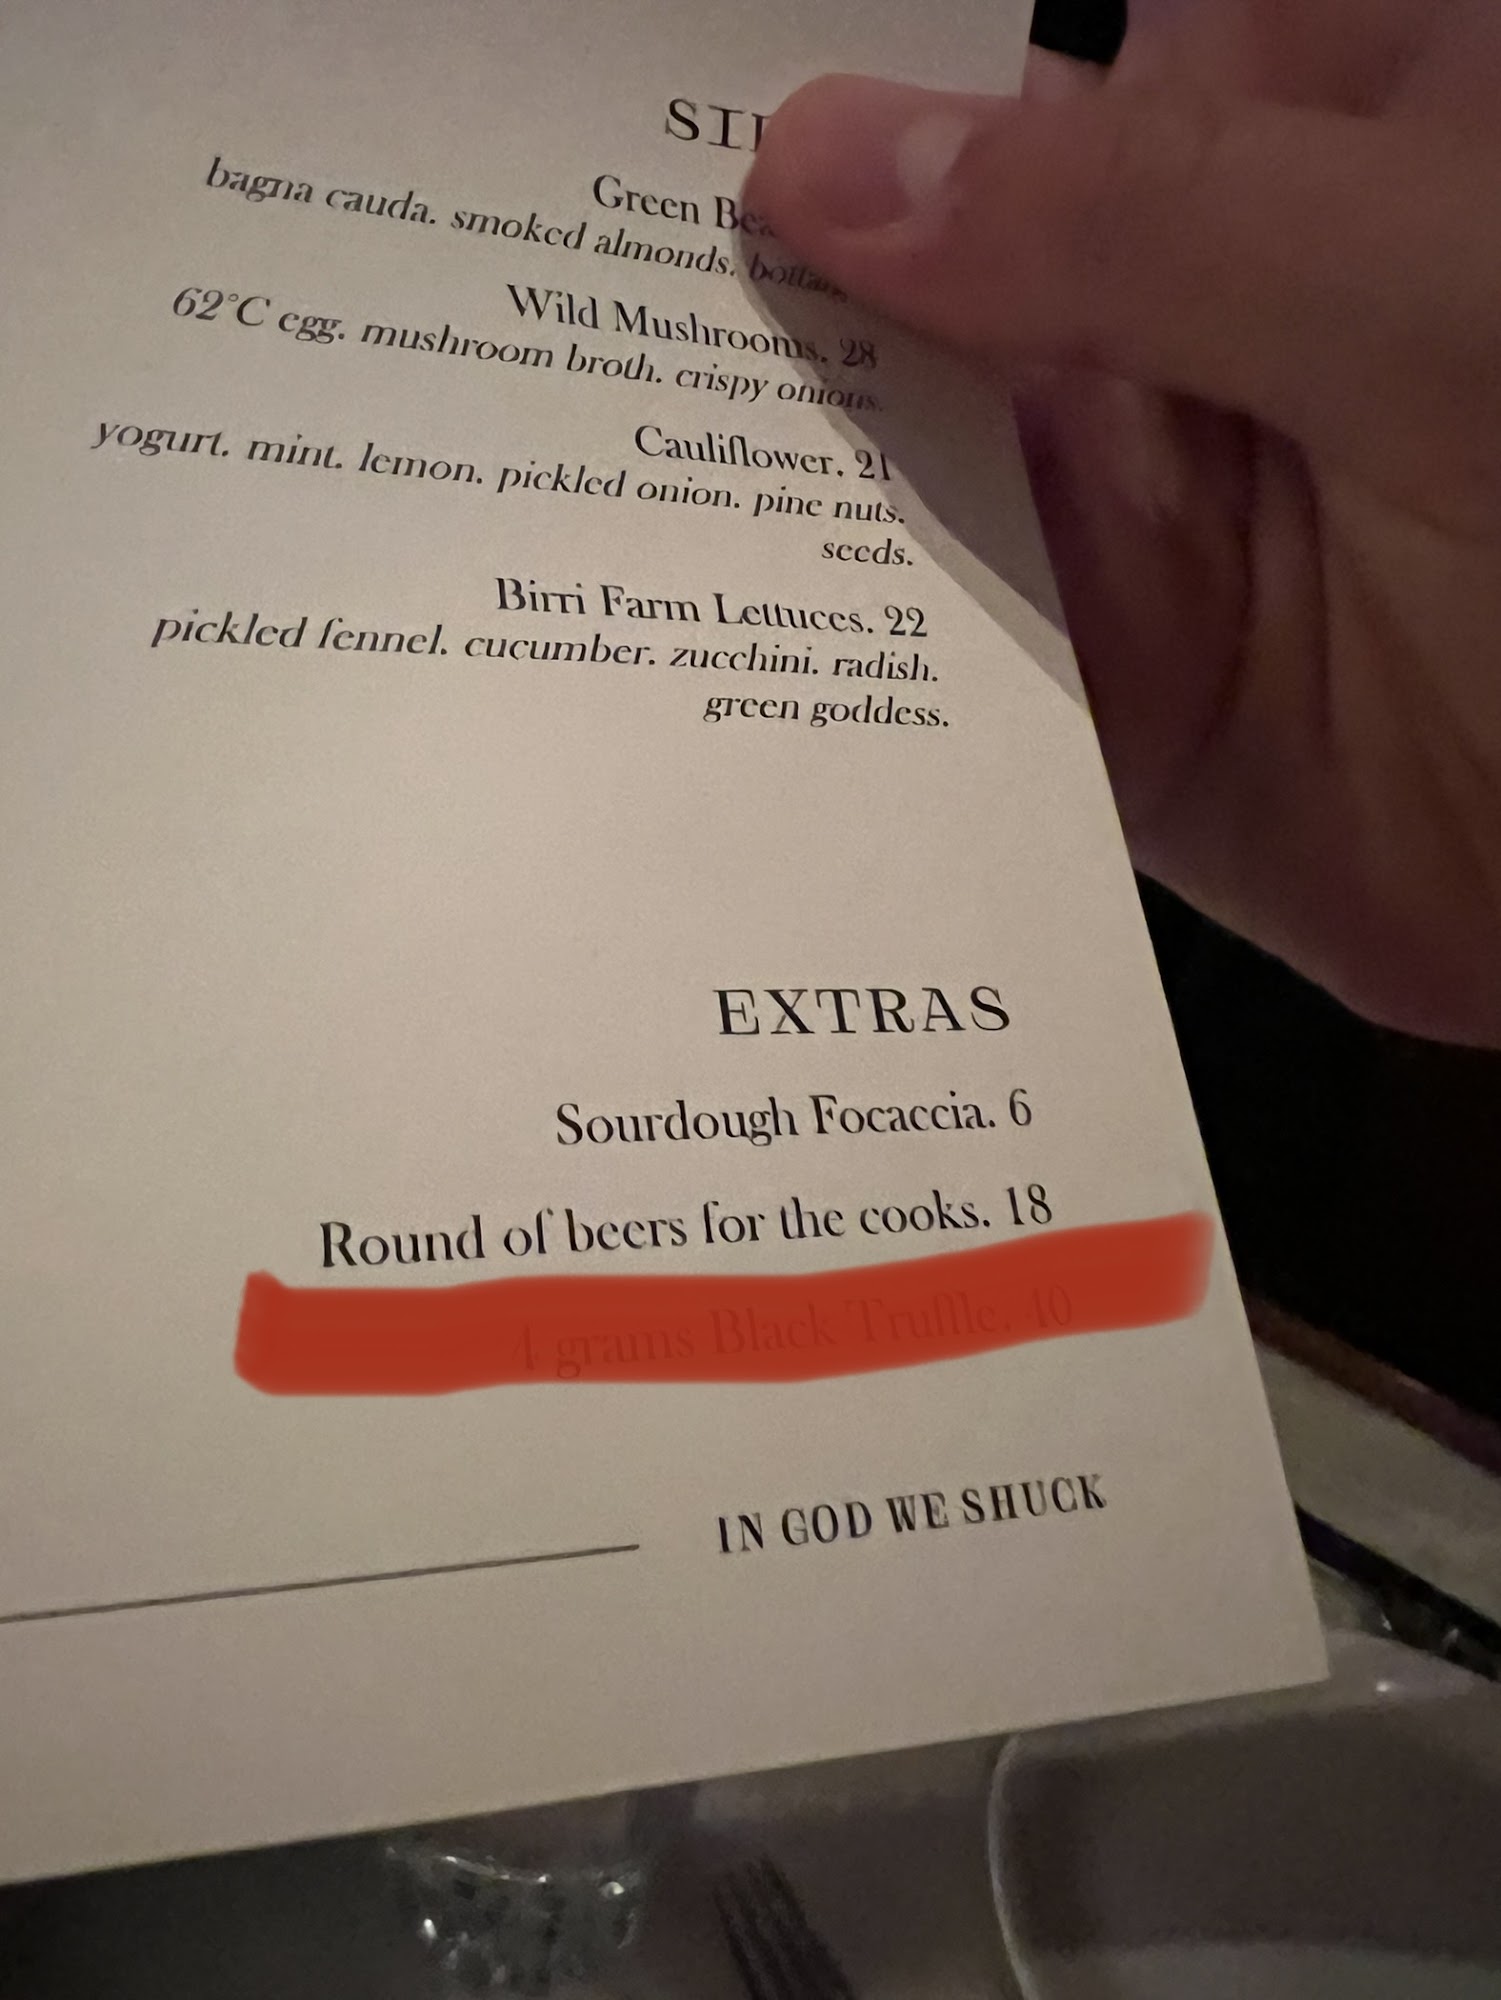 Green
bagna cauda. smoked almonds.
Wild Mushrooms. 28
62°C egg. mushroom broth. crispy onions.
Cauliflower. 21
yogurt. mint. lemon. pickled onion. pine nuts.
seeds.
Birri Farm Lettuces. 22
pickled fennel. cucumber. zucchini. radish.
green goddess.
EXTRAS
Sourdough Focaccia. 6
Round of beers for the cooks. 18
4 grams Black Truffle. 40
IN GOD WE SHUCK